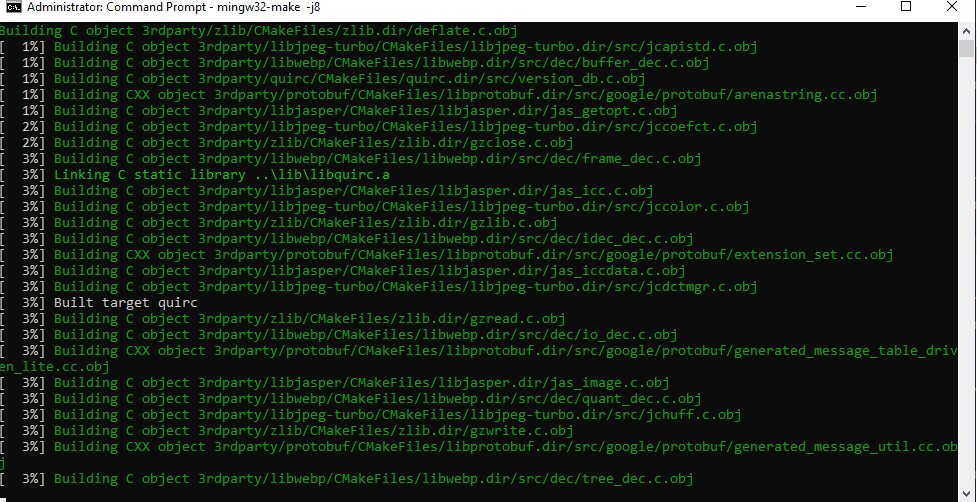 Administrator: Command Prompt - mingw32-make -j8
Building C object 3rdparty/zlib/CMakeFiles/zlib.dir/deflate.c.obj
[  1%] Building C object 3rdparty/libjpeg-turbo/CMakeFiles/libjpeg-turbo.dir/src/jcapistd.c.obj
[  1%] Building C object 3rdparty/libwebp/CMakeFiles/libwebp.dir/src/dec/buffer_dec.c.obj
[  1%] Building C object 3rdparty/quirc/CMakeFiles/quirc.dir/src/version_db.c.obj
[  1%] Building CXX object 3rdparty/protobuf/CMakeFiles/libprotobuf.dir/src/google/protobuf/arenastring.cc.obj
[  1%] Building C object 3rdparty/libjasper/CMakeFiles/libjasper.dir/jas_getopt.c.obj
[  2%] Building C object 3rdparty/libjpeg-turbo/CMakeFiles/libjpeg-turbo.dir/src/jccoefct.c.obj
[  2%] Building C object 3rdparty/zlib/CMakeFiles/zlib.dir/gzclose.c.obj
[  3%] Building C object 3rdparty/libwebp/CMakeFiles/libwebp.dir/src/dec/frame_dec.c.obj
[  3%] Linking C static library ..\lib\libquirc.a
[  3%] Building C object 3rdparty/libjasper/CMakeFiles/libjasper.dir/jas_icc.c.obj
[  3%] Building C object 3rdparty/libjpeg-turbo/CMakeFiles/libjpeg-turbo.dir/src/jccolor.c.obj
[  3%] Building C object 3rdparty/zlib/CMakeFiles/zlib.dir/gzlib.c.obj
[  3%] Building C object 3rdparty/libwebp/CMakeFiles/libwebp.dir/src/dec/idec_dec.c.obj
[  3%] Building CXX object 3rdparty/protobuf/CMakeFiles/libprotobuf.dir/src/google/protobuf/extension_set.cc.obj
[  3%] Building C object 3rdparty/libjasper/CMakeFiles/libjasper.dir/jas_iccdata.c.obj
[  3%] Building C object 3rdparty/libjpeg-turbo/CMakeFiles/libjpeg-turbo.dir/src/jcdctmgr.c.obj
[  3%] Built target quirc
[  3%] Building C object 3rdparty/zlib/CMakeFiles/zlib.dir/gzread.c.obj
[  3%] Building C object 3rdparty/libwebp/CMakeFiles/libwebp.dir/src/dec/io_dec.c.obj
[  3%] Building CXX object 3rdparty/protobuf/CMakeFiles/libprotobuf.dir/src/google/protobuf/generated_message_table_driv
en_lite.cc.obj
[  3%] Building C object 3rdparty/libjasper/CMakeFiles/libjasper.dir/jas_image.c.obj
[  3%] Building C object 3rdparty/libwebp/CMakeFiles/libwebp.dir/src/dec/quant_dec.c.obj
[  3%] Building C object 3rdparty/libjpeg-turbo/CMakeFiles/libjpeg-turbo.dir/src/jchuff.c.obj
[  3%] Building C object 3rdparty/zlib/CMakeFiles/zlib.dir/gzwrite.c.obj
[  3%] Building CXX object 3rdparty/protobuf/CMakeFiles/libprotobuf.dir/src/google/protobuf/generated_message_util.cc.ob
j
[  3%] Building C object 3rdparty/libwebp/CMakeFiles/libwebp.dir/src/dec/tree_dec.c.obj